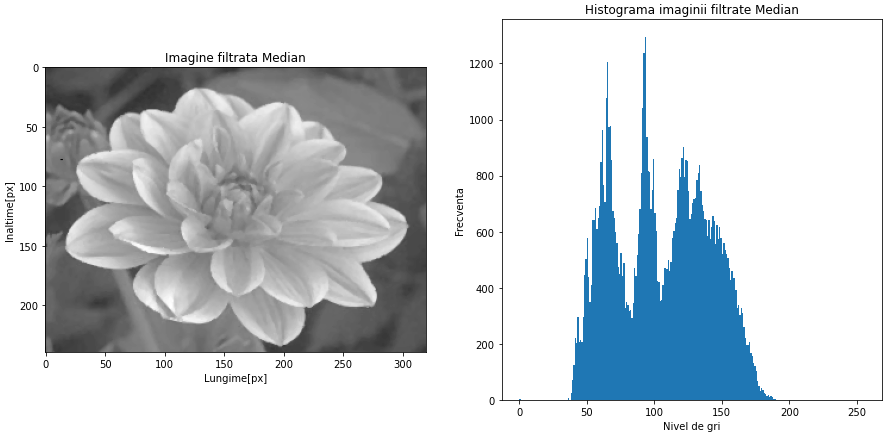 Imagine filtrata Median
0
50
100
150
200
Inaltime[px]
0 50 100 150 200 250 300
Lungime[px]
Histograma imaginii filtrate Median
1200
1000
800
600
400
200
0
Frecventa
0 50 100 150 200 250
Nivel de gri